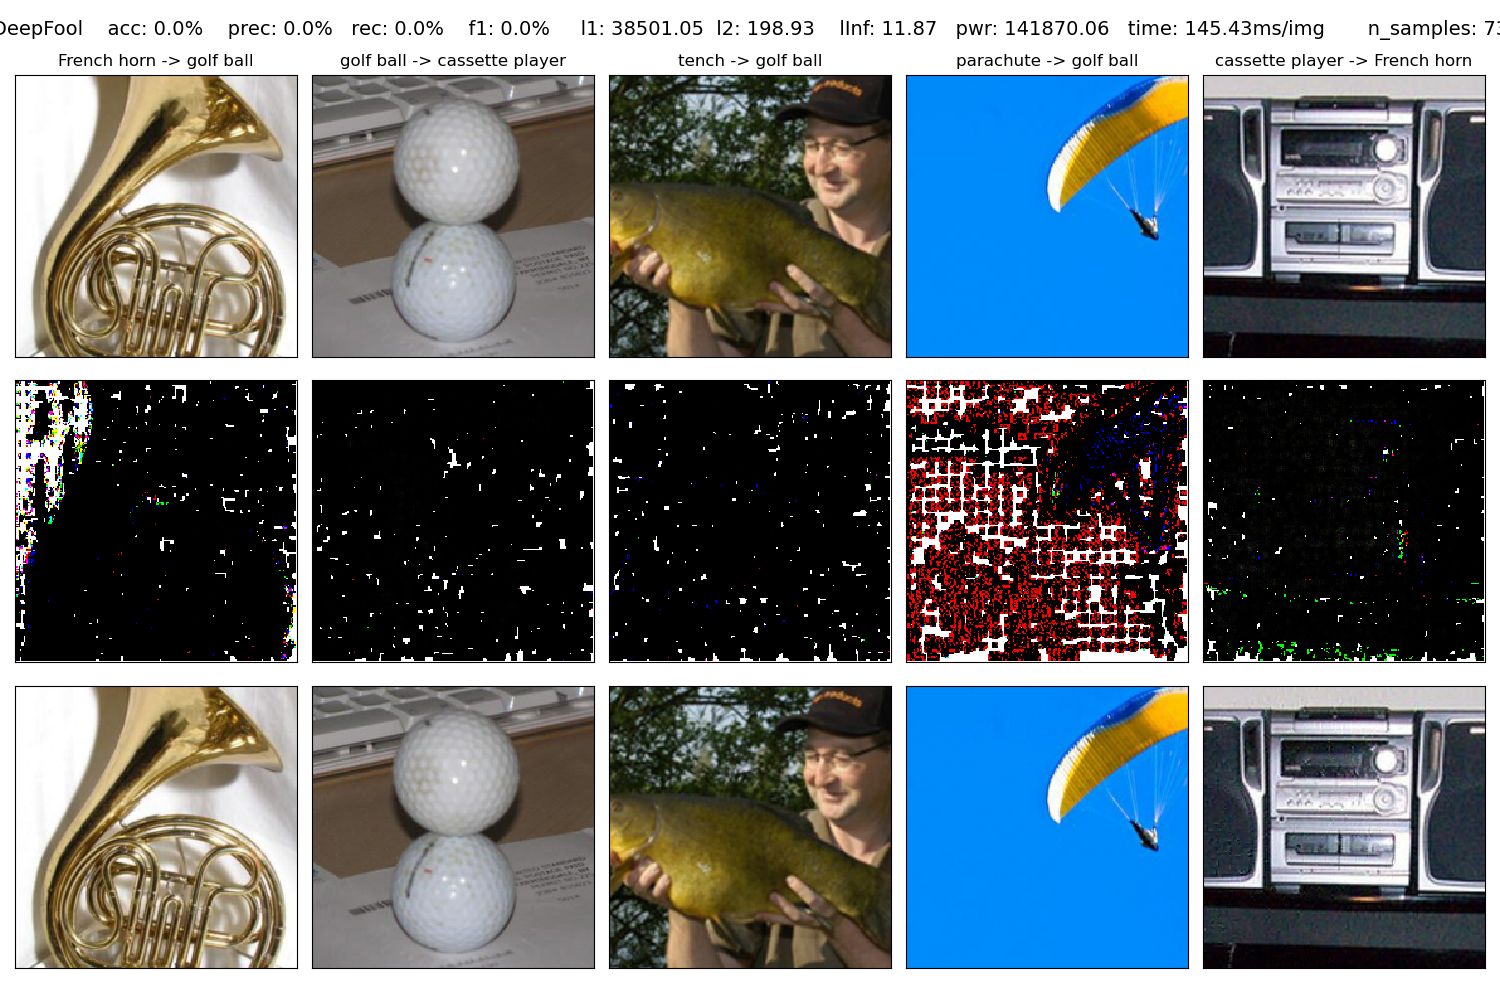 DeepFool acc: 0.0% prec: 0.0% rec: 0.0% f1: 0.0% l1: 38501.05 l2: 198.93 lInf: 11.87 pwr: 141870.06 time: 145.43ms/img n_samples: 73
French horn -> golf ball
golf ball -> cassette player
tench -> golf ball
parachute -> golf ball
cassette player -> French horn